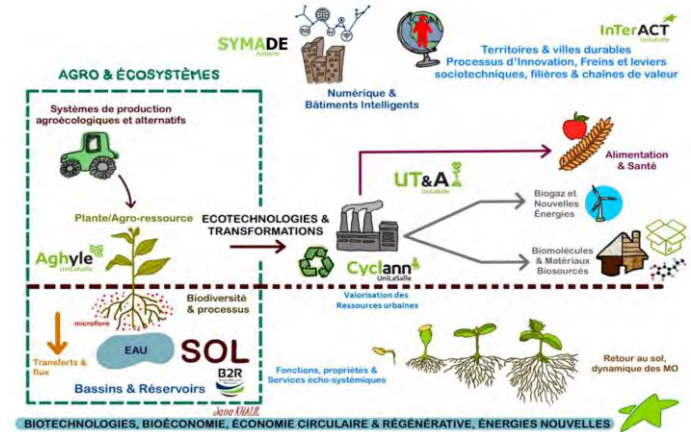 SYMADE
UniLaSalle
InTerACT
UniLaSalle
Territoires & villes durables
Processus d'Innovation, Freins et leviers
sociotechniques, filières & chaînes de valeur
Numérique &
Bâtiments Intelligents
AGRO & ÉCOSYSTÈMES
Systèmes de production
agroécologiques et alternatifs
Plante/Agro-ressource
Aghyle
UniLaSalle
ECOTECHNOLOGIES &
TRANSFORMATIONS
UT&A
UniLaSalle
Cyclann
UniLaSalle
Alimentation
& Santé
Biogaz et
Nouvelles
Énergies
Biomolécules
& Matériaux
Biosourcés
Valorisation des
Ressources urbaines
Biodiversité
& processus
microflore
Transferts &
flux
EAU
SOL
Bassins & Réservoirs
B2R
Jana KHALIL
Fonctions, propriétés &
Services écho-systémiques
Retour au sol,
dynamique des MO
BIOTECHNOLOGIES, BIOÉCONOMIE, ÉCONOMIE CIRCULAIRE & RÉGÉNÉRATIVE, ÉNERGIES NOUVELLES